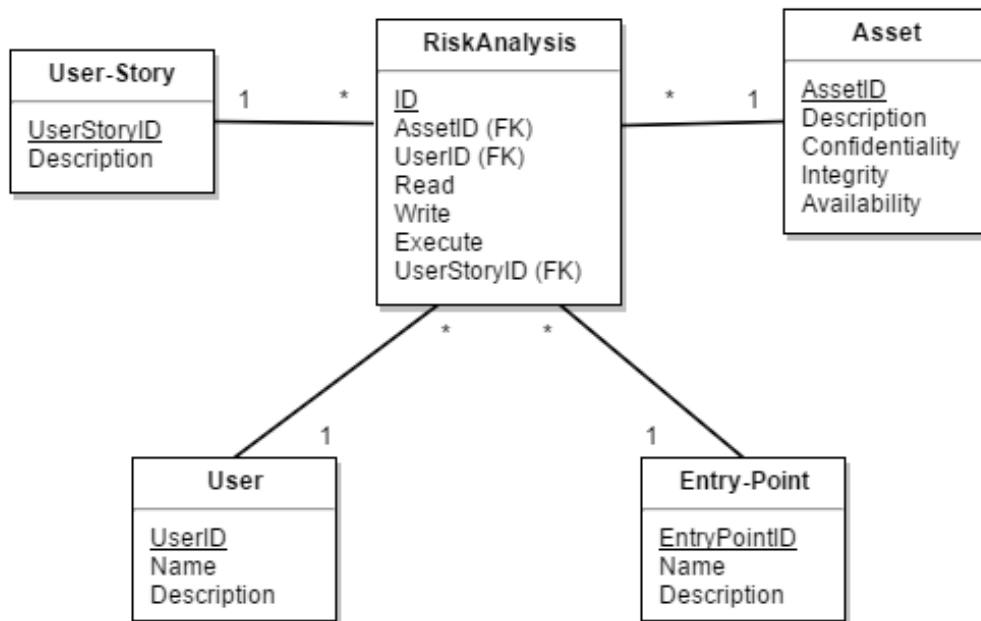 User-Story
UserStoryID
Description
1
*
RiskAnalysis
ID
AssetID (FK)
UserID (FK)
Read
Write
Execute
UserStoryID (FK)
*
1
Asset
AssetID
Description
Confidentiality
Integrity
Availability
*
*
1
1
User
UserID
Name
Description
Entry-Point
EntryPointID
Name
Description